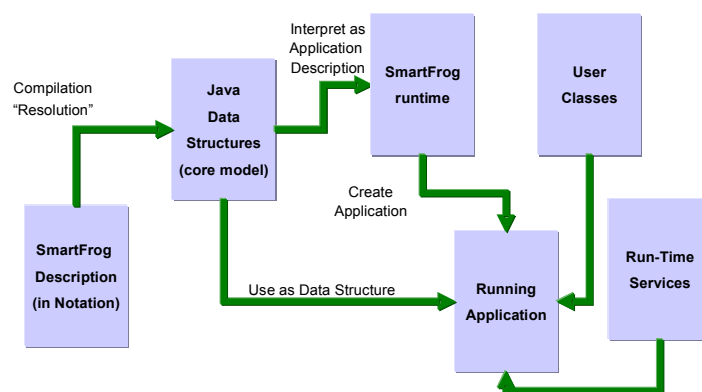 Interpret as
Application
Description
Compilation
“Resolution”
Java
Data
Structures
(core model)
SmartFrog
runtime
User
Classes
Create
Application
SmartFrog
Description
(in Notation)
Use as Data Structure
Running
Application
Run-Time
Services